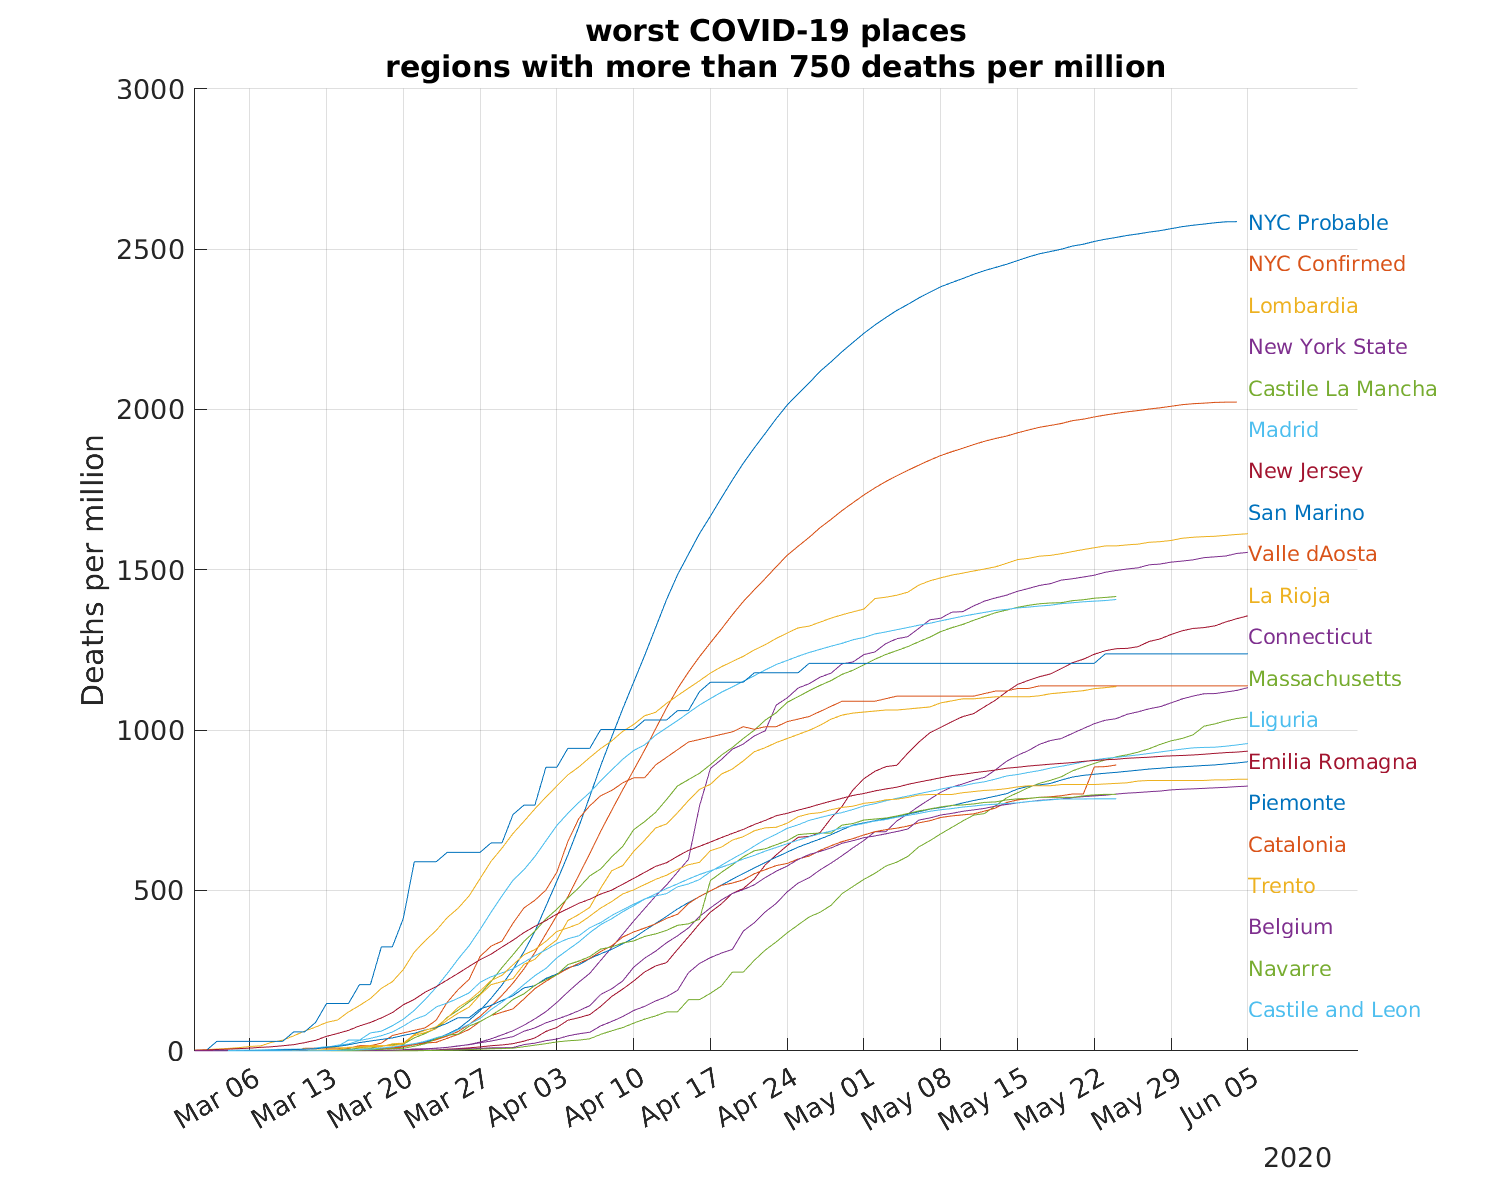 worst COVID-19 places
regions with more than 750 deaths per million
Deaths per million
3000
2500
2000
1500
1000
500
0
NYC Probable
NYC Confirmed
Lombardia
New York State
Castile La Mancha
Madrid
New Jersey
San Marino
Valle dAosta
La Rioja
Connecticut
Massachusetts
Liguria
Emilia Romagna
Piemonte
Catalonia
Trento
Belgium
Navarre
Castile and Leon
Mar 06
Mar 13
Mar 20
Mar 27
Apr 03
Apr 10
Apr 17
Apr 24
May 01
May 08
May 15
May 22
May 29
Jun 05
2020